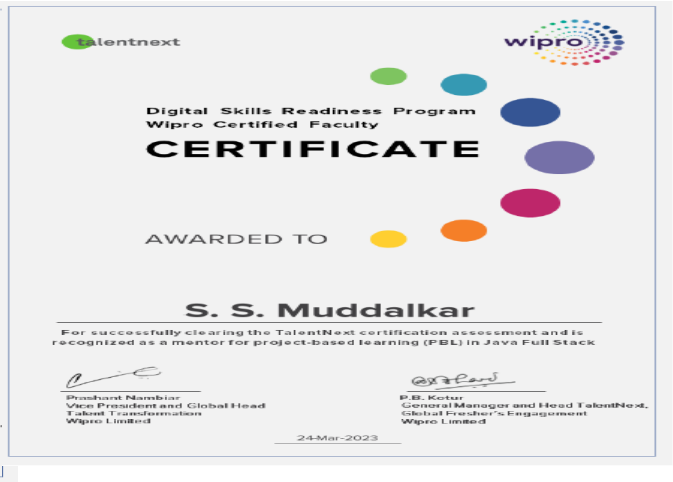 talentnext
wipro
Digital Skills Readiness Program
Wipro Certified Faculty
CERTIFICATE
AWARDED TO
S. S. Muddalkar
For successfully clearing the TalentNext certification assessment and is
recognized as a mentor for project-based learning (PBL) in Java Full Stack
Prashant Nambiar
Vice President and Global Head
Talent Transformation
Wipro Limited
P.B. Kotur
General Manager and Head TalentNext,
Global Fresher's Engagement
Wipro Limited
24-Mar-2023